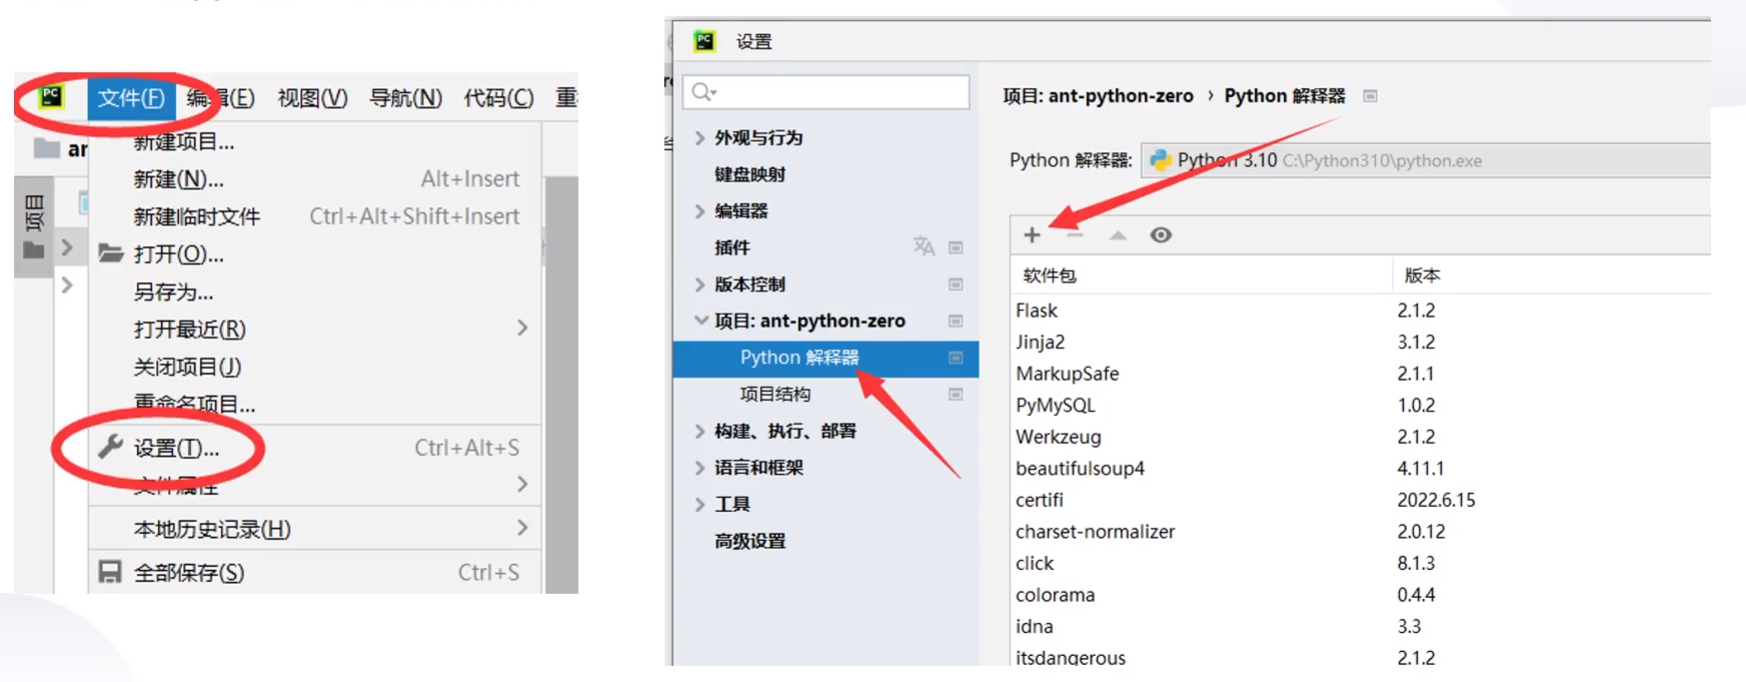 文件(F) 编辑(E) 视图(V) 导航(N) 代码(C)
新建项目...
新建(N)... Alt+Insert
新建临时文件 Ctrl+Alt+Shift+Insert
打开(O)...
另存为...
打开最近(R)
关闭项目(J)
重命名项目...
设置(T)... Ctrl+Alt+S
文件属性
本地历史记录(H)
全部保存(S) Ctrl+S
项目
PC
设置
外观与行为
键盘映射
编辑器
插件
版本控制
项目: ant-python-zero
Python 解释器
项目结构
构建、执行、部署
语言和框架
工具
高级设置
项目: ant-python-zero › Python 解释器
Python 解释器: Python 3.10 C:\Python310\python.exe
软件包 版本
Flask 2.1.2
Jinja2 3.1.2
MarkupSafe 2.1.1
PyMySQL 1.0.2
Werkzeug 2.1.2
beautifulsoup4 4.11.1
certifi 2022.6.15
charset-normalizer 2.0.12
click 8.1.3
colorama 0.4.4
idna 3.3
itsdangerous 2.1.2